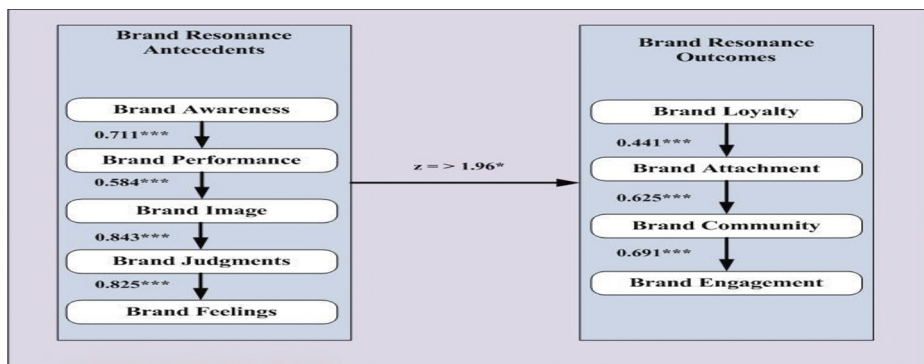 Brand Resonance
Antecedents
Brand Awareness
0.711***
Brand Performance
0.584***
Brand Image
0.843***
Brand Judgments
0.825***
Brand Feelings
z = > 1.96*
Brand Resonance
Outcomes
Brand Loyalty
0.441***
Brand Attachment
0.625***
Brand Community
0.691***
Brand Engagement